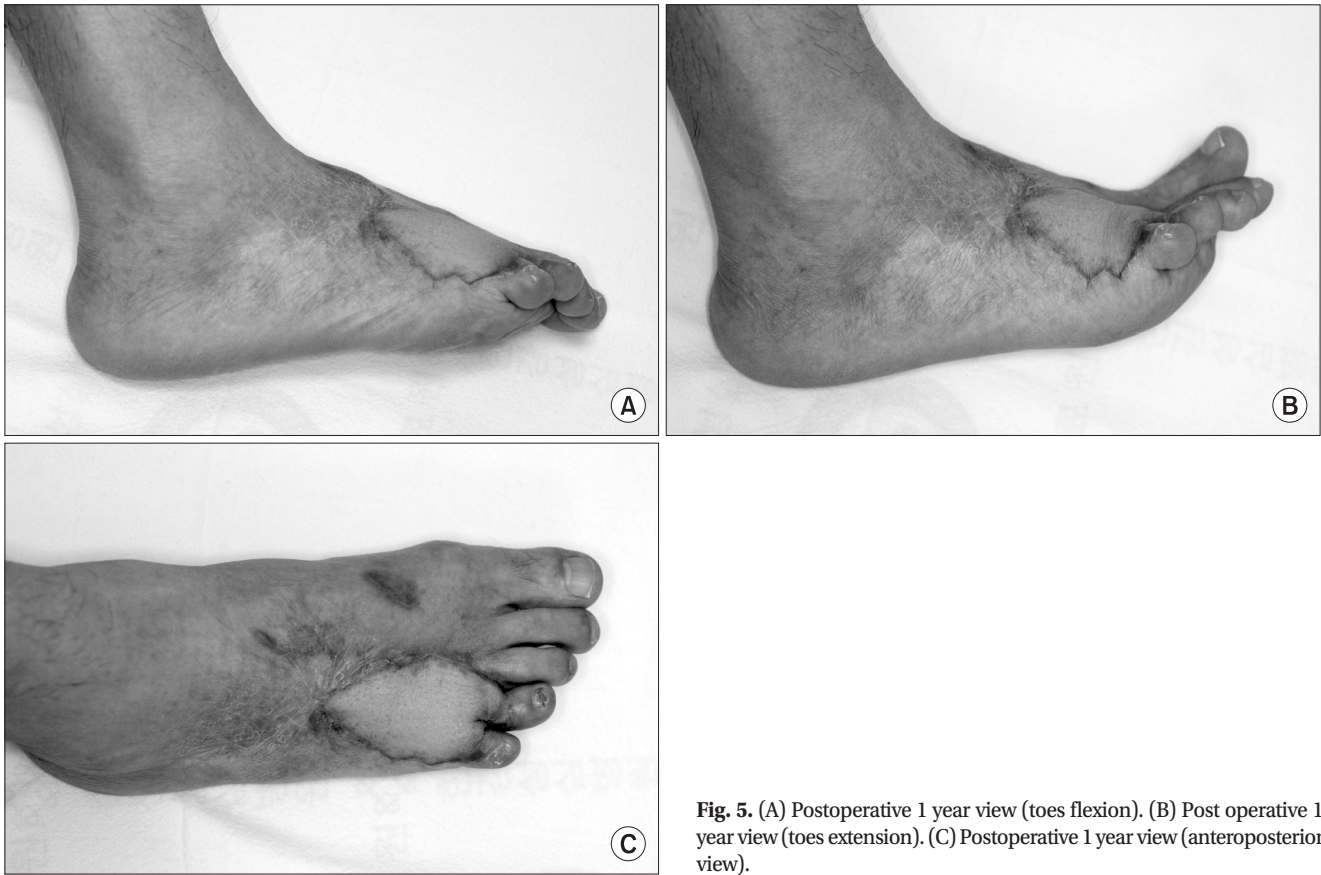 A
B
C
Fig. 5. (A) Postoperative 1 year view (toes flexion). (B) Post operative 1
year view (toes extension). (C) Postoperative 1 year view (anteroposterior
view).